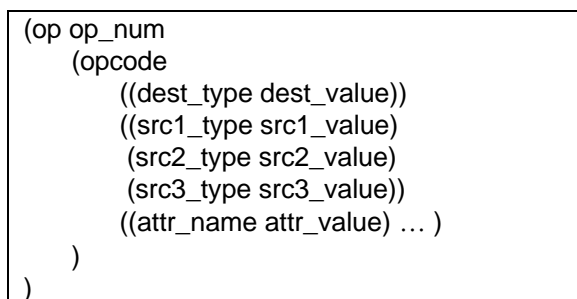 (op op_num
(opcode
((dest_type dest_value))
((src1_type src1_value)
(src2_type src2_value)
(src3_type src3_value))
((attr_name attr_value) … )
)
)